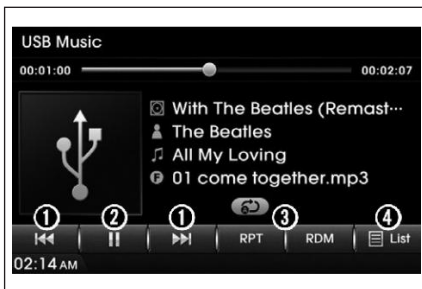 USB Music
00:01:00 00:02:07
With The Beatles (Remast···
The Beatles
All My Loving
F 01 come together.mp3
1 2 1 3 4
RPT RDM List
02:14 AM